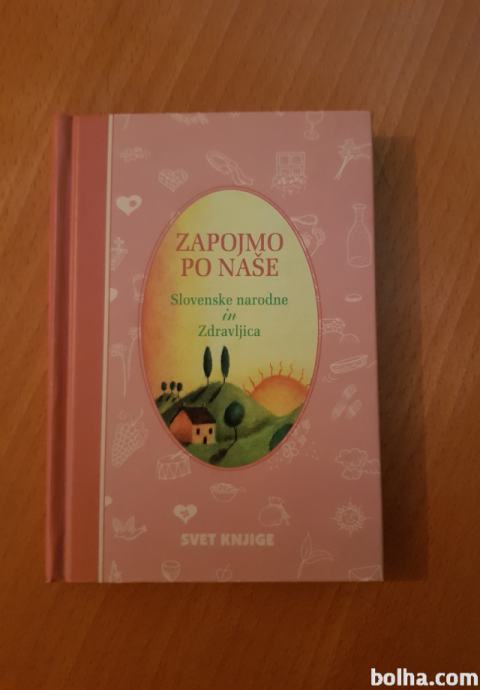 ZAPOJMO
PO NAŠE
Slovenske narodne
in
Zdravljica
SVET KNJIGE
bolha.com